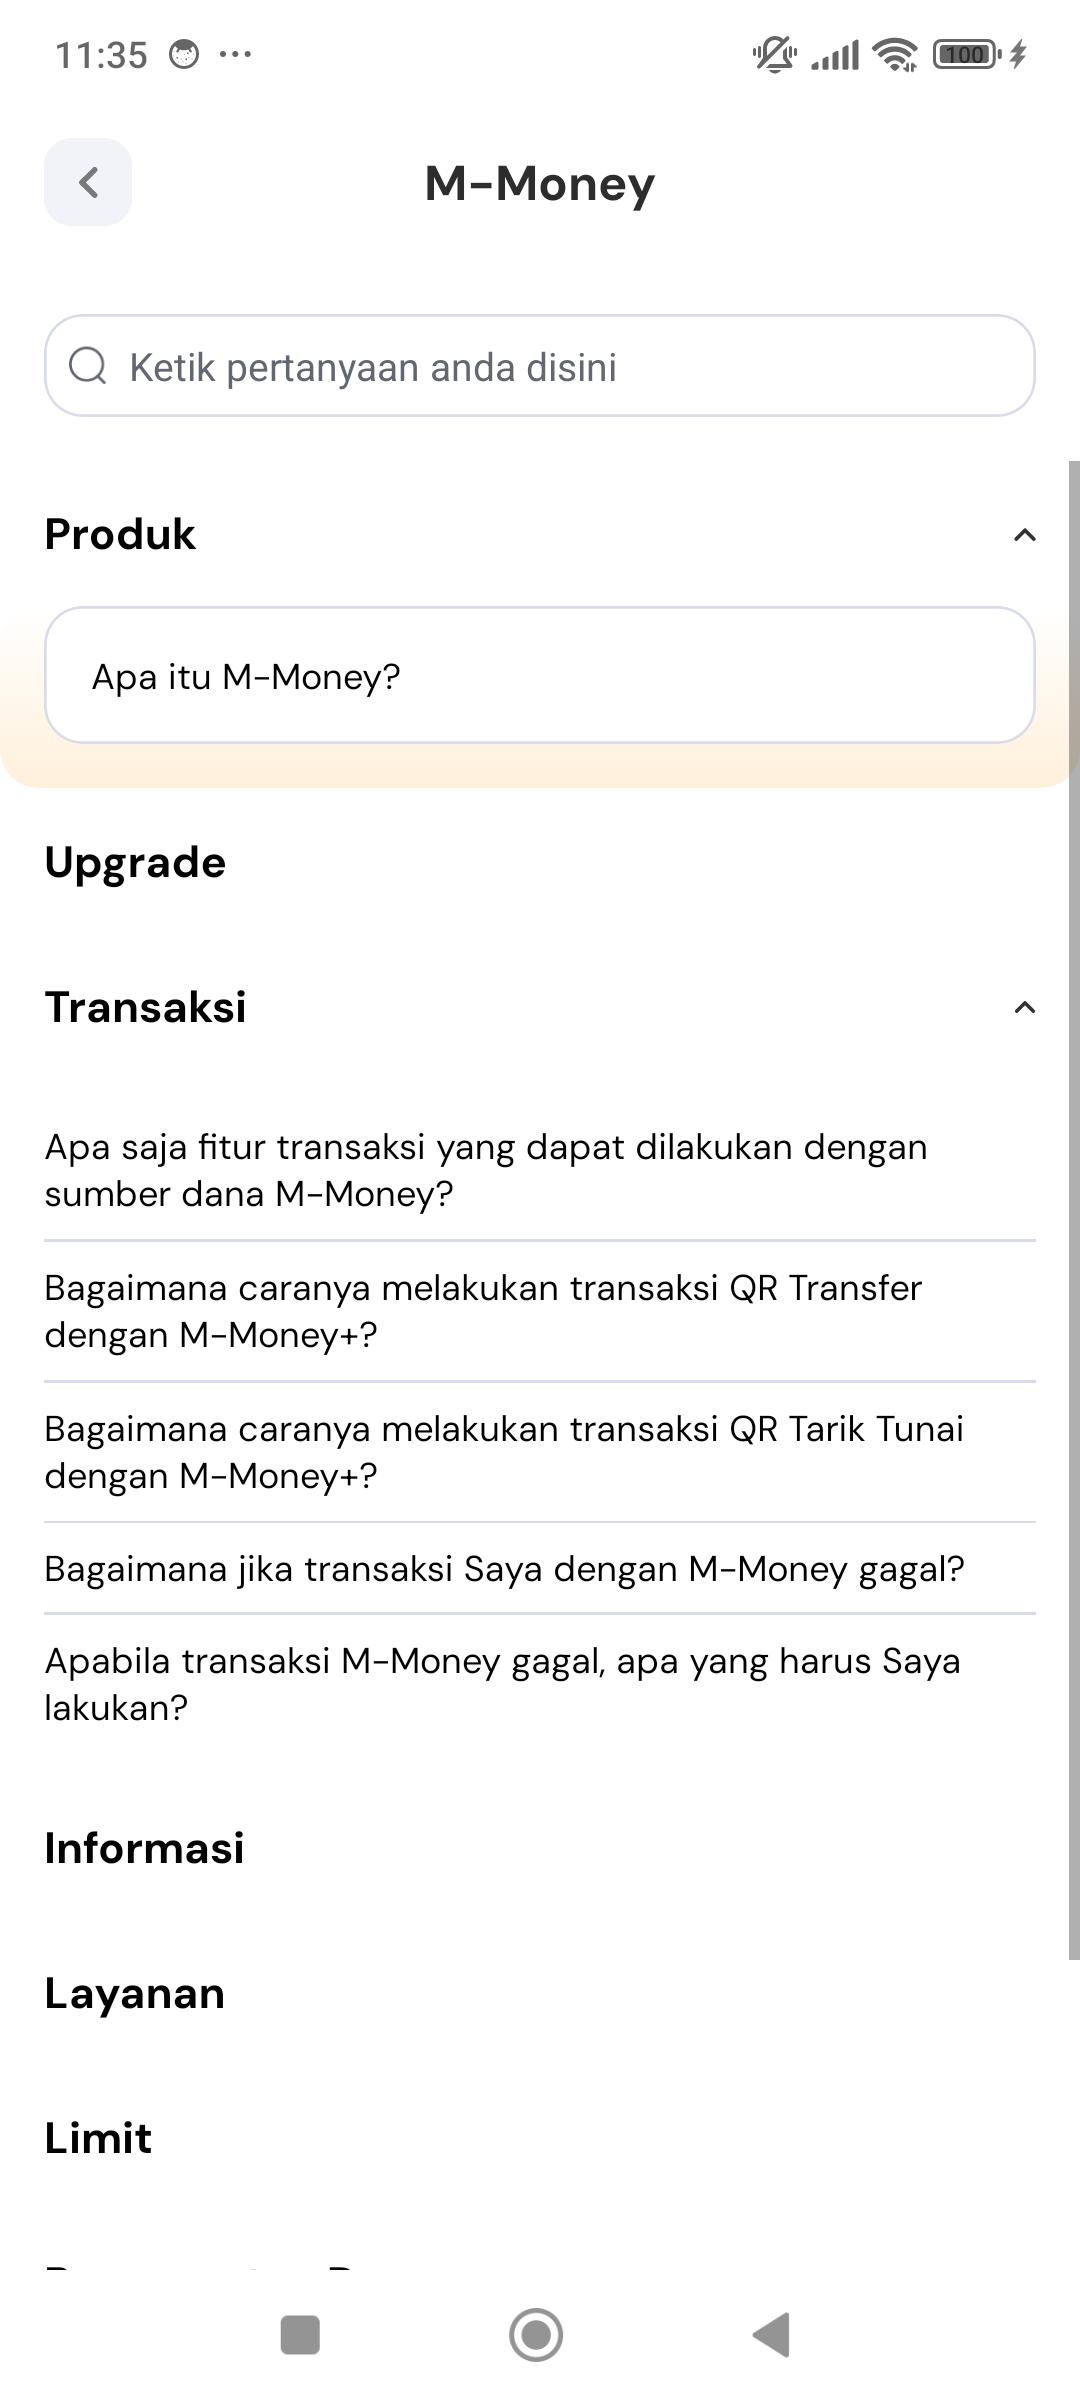 11:35
100
M-Money
Ketik pertanyaan anda disini
Produk
Apa itu M-Money?
Upgrade
Transaksi
Apa saja fitur transaksi yang dapat dilakukan dengan
sumber dana M-Money?
Bagaimana caranya melakukan transaksi QR Transfer
dengan M-Money+?
Bagaimana caranya melakukan transaksi QR Tarik Tunai
dengan M-Money+?
Bagaimana jika transaksi Saya dengan M-Money gagal?
Apabila transaksi M-Money gagal, apa yang harus Saya
lakukan?
Informasi
Layanan
Limit